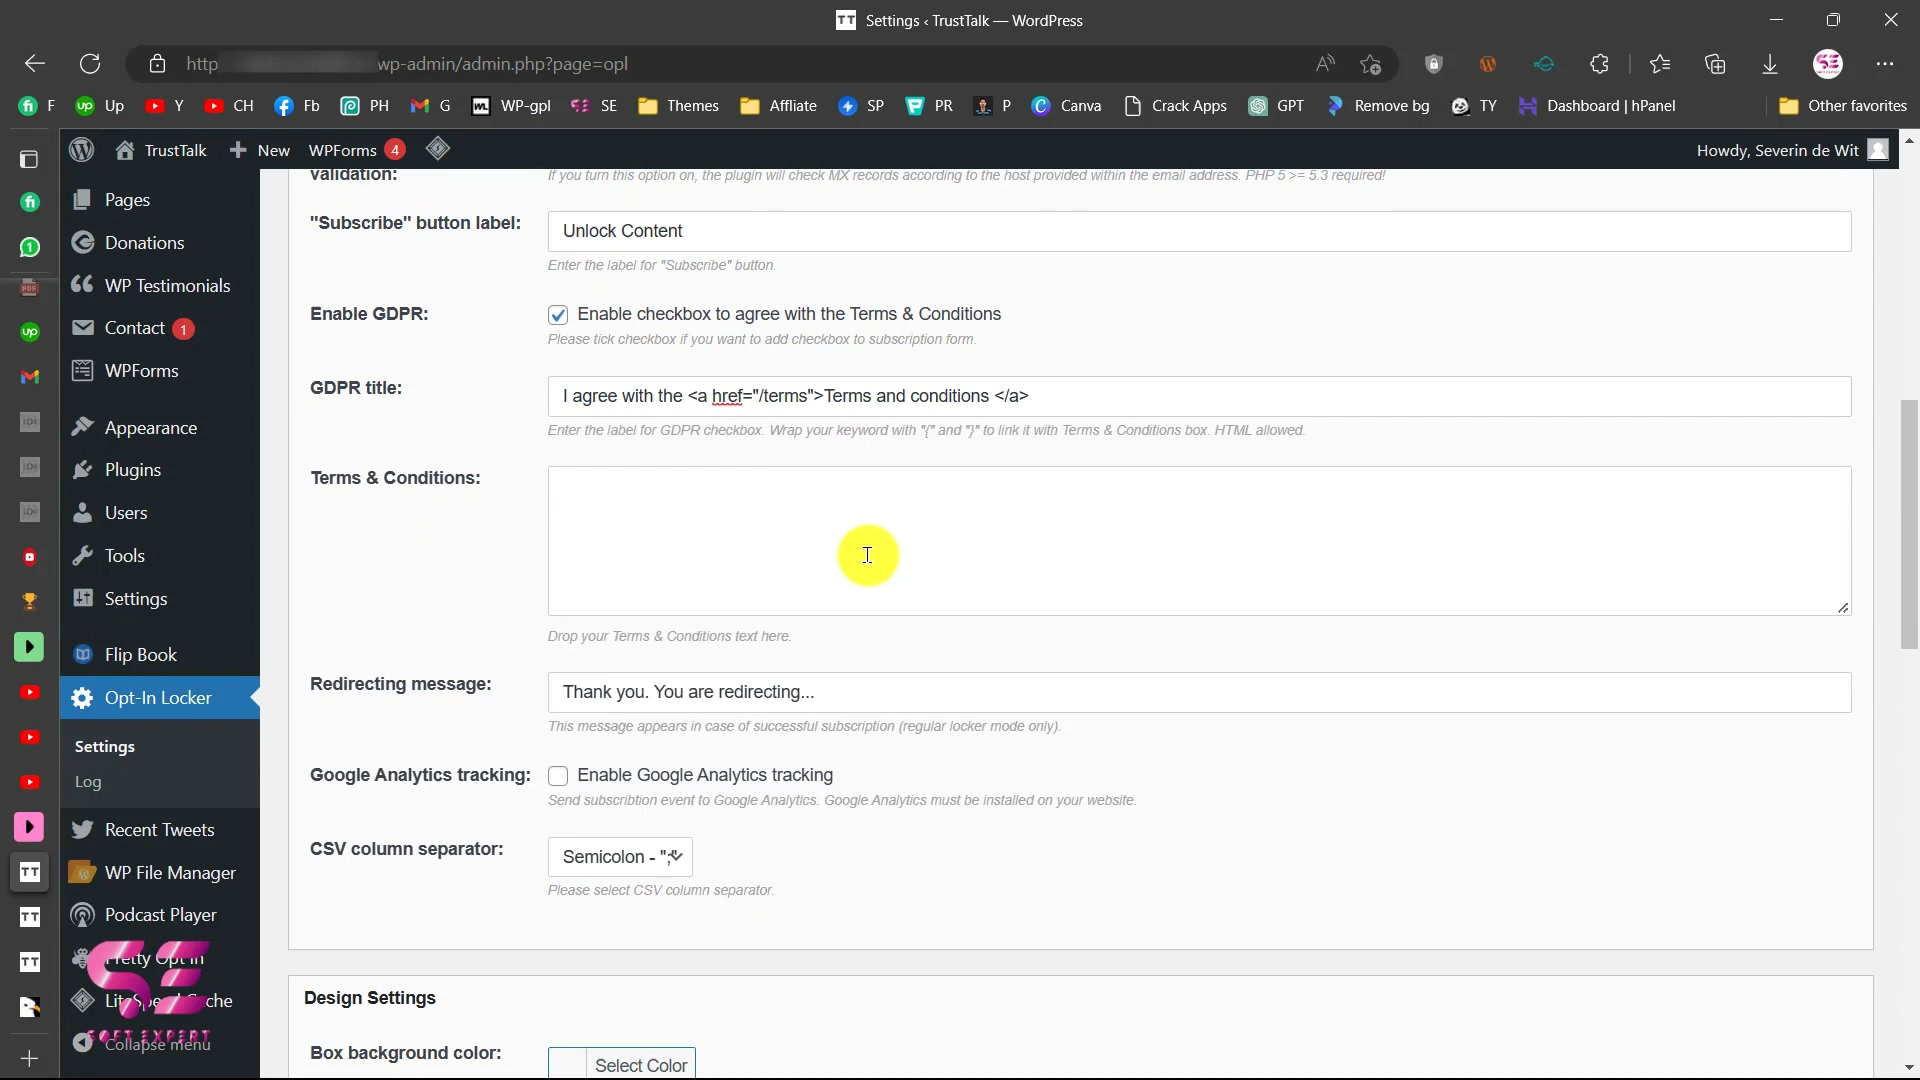 TT Settings ‹ TrustTalk — WordPress
http wp-admin/admin.php?page=opl
F Up Y CH Fb PH G WP-gpl SE Themes Affliate SP PR P Canva Crack Apps GPT Remove bg TY Dashboard | hPanel Other favorites
TrustTalk New WPForms 4 Howdy, Severin de Wit
Pages
Donations
WP Testimonials
Contact 1
WPForms
Appearance
Plugins
Users
Tools
Settings
Flip Book
Opt-In Locker
Settings
Log
Recent Tweets
WP File Manager
Podcast Player
Pretty Opt In
SOFT EXPERT
Collapse menu
validation:
If you turn this option on, the plugin will check MX records according to the host provided within the email address. PHP 5 >= 5.3 required!
"Subscribe" button label:
Unlock Content
Enter the label for "Subscribe" button.
Enable GDPR:
Enable checkbox to agree with the Terms & Conditions
Please tick checkbox if you want to add checkbox to subscription form.
GDPR title:
I agree with the <a href="/terms">Terms and conditions </a>
Enter the label for GDPR checkbox. Wrap your keyword with "{" and "}" to link it with Terms & Conditions box. HTML allowed.
Terms & Conditions:
Drop your Terms & Conditions text here.
Redirecting message:
Thank you. You are redirecting...
This message appears in case of successful subscription (regular locker mode only).
Google Analytics tracking:
Enable Google Analytics tracking
Send subscribtion event to Google Analytics. Google Analytics must be installed on your website.
CSV column separator:
Semicolon - ";"
Please select CSV column separator.
Design Settings
Box background color:
Select Color